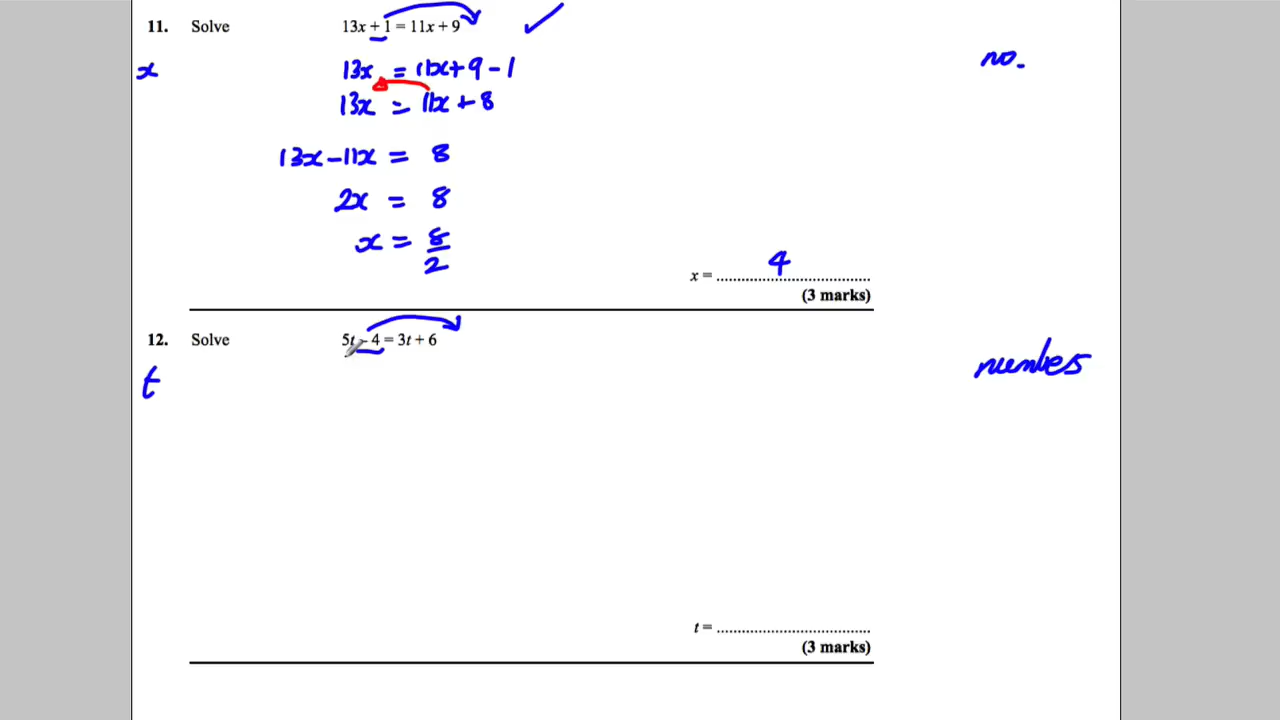 11. Solve 13x + 1 = 11x + 9
x 13x = 11x + 9 - 1 no.
13x = 11x + 8
13x - 11x = 8
2x = 8
x = 8/2
x = 4
(3 marks)
12. Solve 5t - 4 = 3t + 6
t numbers
t = ....................................
(3 marks)